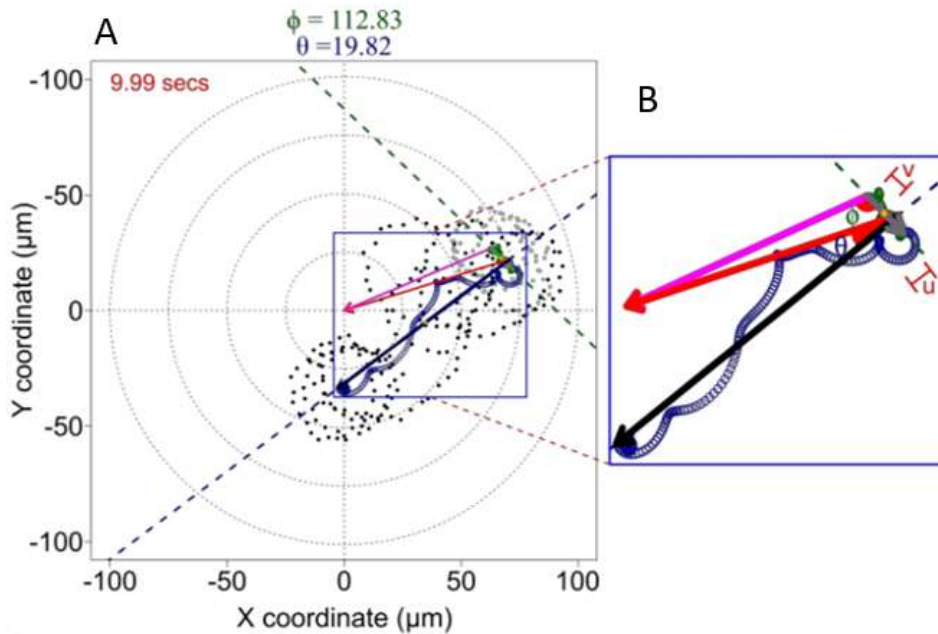 A
ϕ = 112.83
θ =19.82
9.99 secs
-100
-50
0
-50
-100
Y coordinate (µm)
-100
-50
0
50
100
X coordinate (µm)
B
v
θ
θ
u